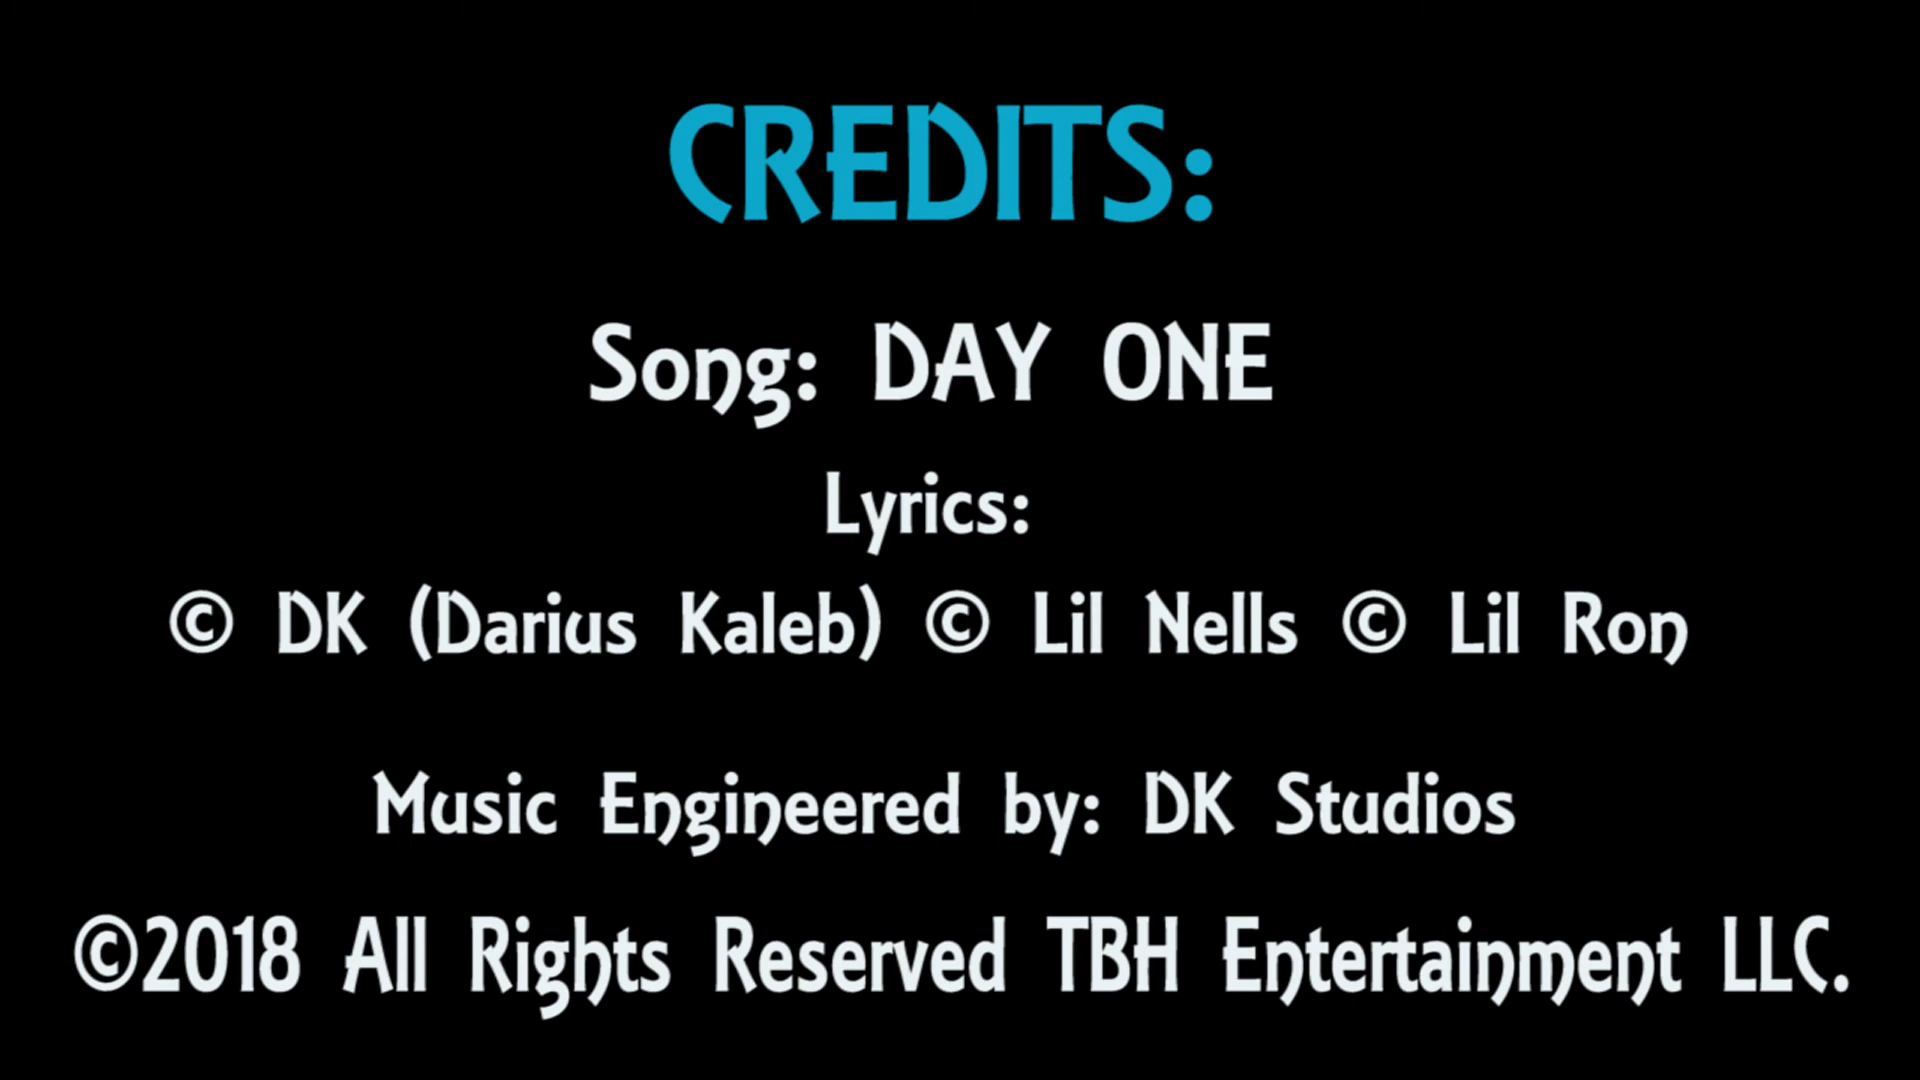 CREDITS:
Song: DAY ONE
Lyrics:
© DK (Darius Kaleb) © Lil Nells © Lil Ron
Music Engineered by: DK Studios
©2018 All Rights Reserved TBH Entertainment LLC.